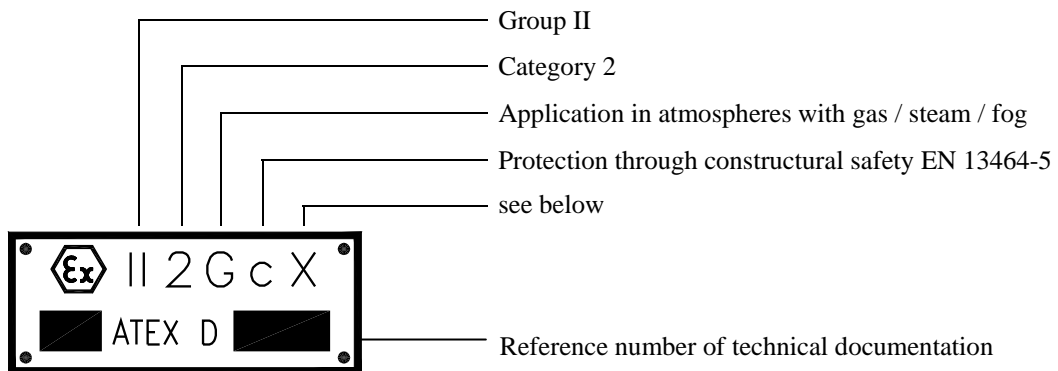 Group II
Category 2
Application in atmospheres with gas / steam / fog
Protection through constructural safety EN 13464-5
see below
Ex II 2 G c X
ATEX D
Reference number of technical documentation